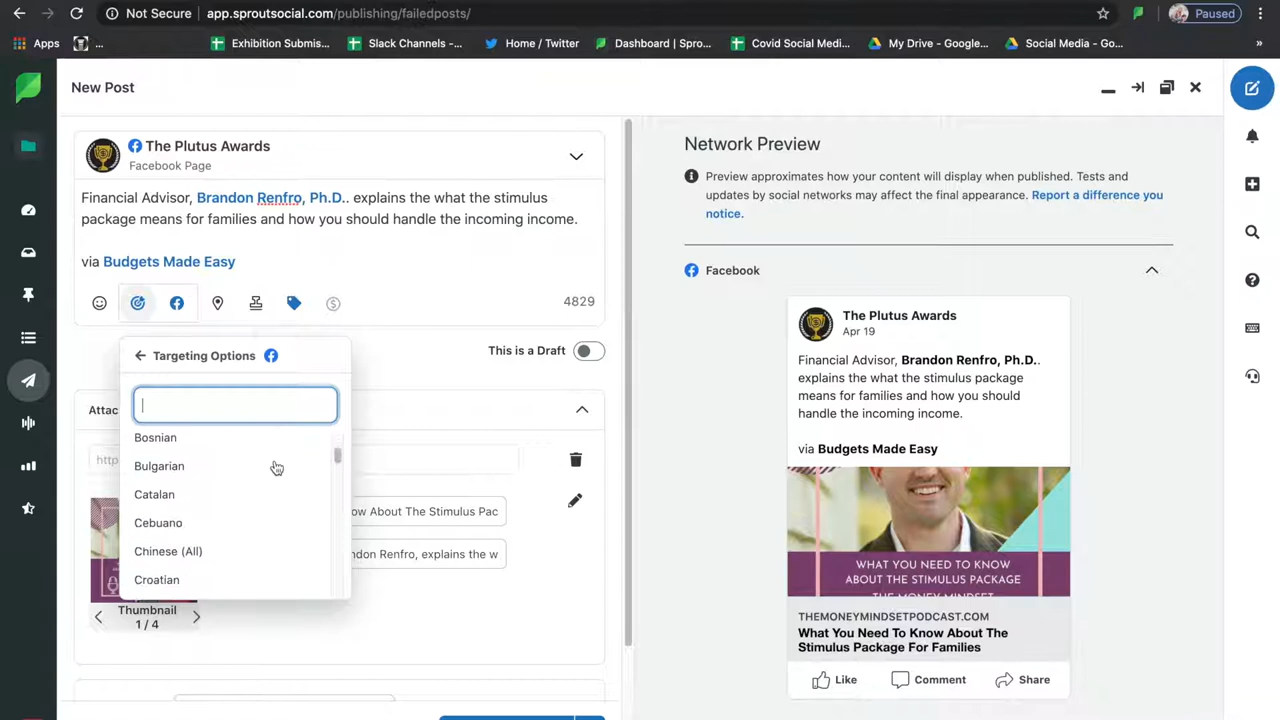 Not Secure
app.sproutsocial.com/publishing/failedposts/
Paused
Apps
...
Exhibition Submis...
Slack Channels -...
Home / Twitter
Dashboard | Spro...
Covid Social Medi...
My Drive - Google...
Social Media - Go...
»
New Post
The Plutus Awards
Facebook Page
Financial Advisor, Brandon Renfro, Ph.D.. explains the what the stimulus
package means for families and how you should handle the incoming income.
via Budgets Made Easy
4829
This is a Draft
Targeting Options
Attac
http
Bosnian
Bulgarian
Catalan
Cebuano
Chinese (All)
Croatian
ow About The Stimulus Pac
ndon Renfro, explains the w
Thumbnail
1 / 4
Network Preview
Preview approximates how your content will display when published. Tests and
updates by social networks may affect the final appearance. Report a difference you
notice.
Facebook
The Plutus Awards
Apr 19
Financial Advisor, Brandon Renfro, Ph.D..
explains the what the stimulus package
means for families and how you should
handle the incoming income.
via Budgets Made Easy
WHAT YOU NEED TO KNOW
ABOUT THE STIMULUS PACKAGE
THE MONEY MINDSET
THEMONEYMINDSETPODCAST.COM
What You Need To Know About The
Stimulus Package For Families
Like
Comment
Share